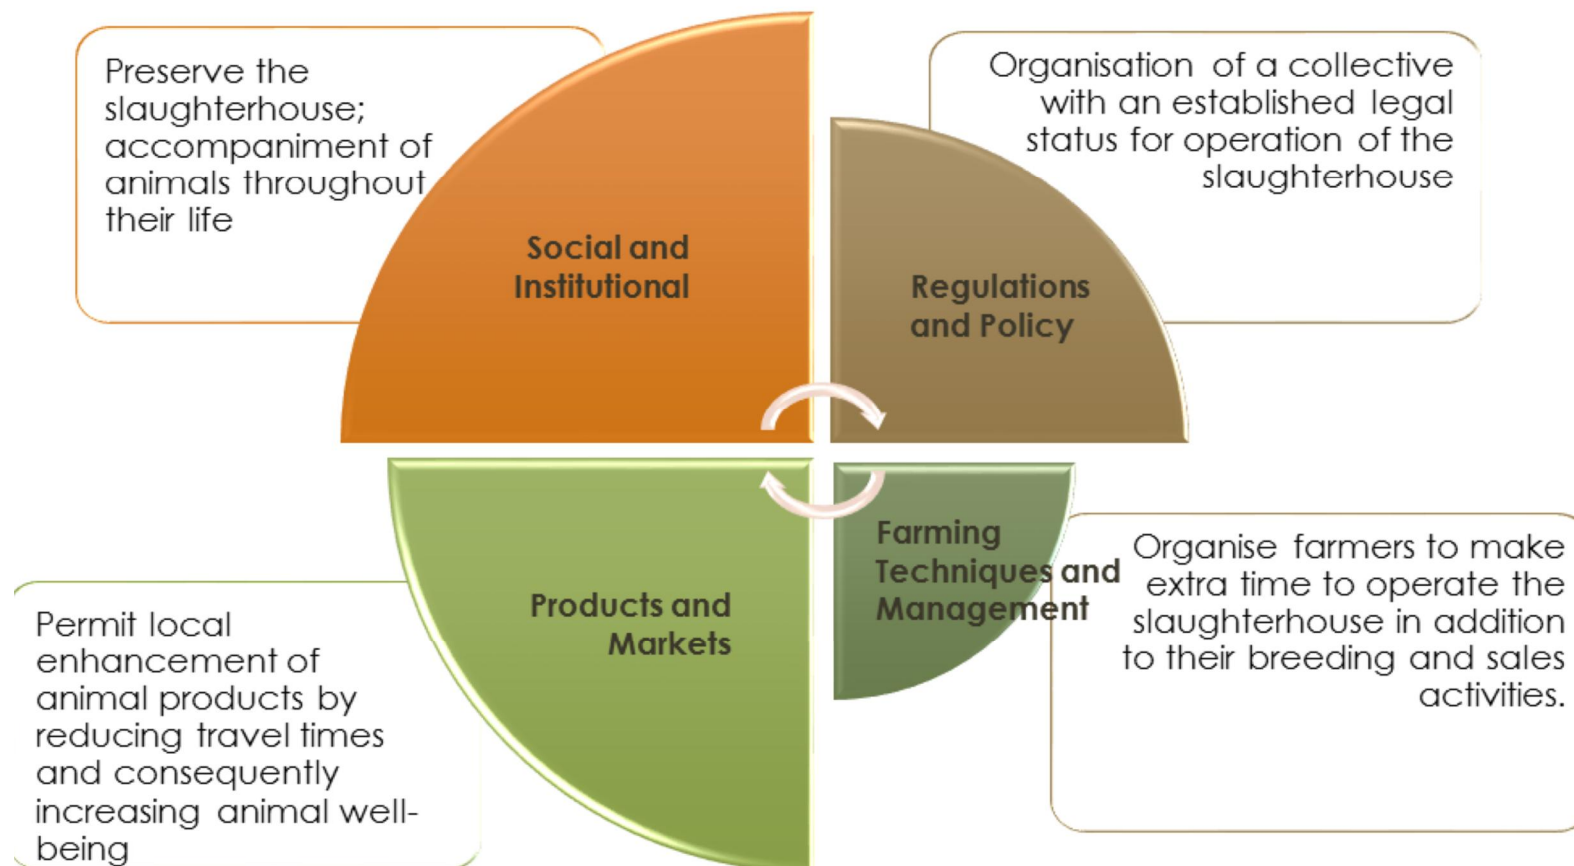 Preserve the
slaughterhouse;
accompaniment of
animals throughout
their life
Social and
Institutional
Organisation of a collective
with an established legal
status for operation of the
slaughterhouse
Regulations
and Policy
Permit local
enhancement of
animal products by
reducing travel times
and consequently
increasing animal well-
being
Products and
Markets
Farming
Techniques and
Management
Organise farmers to make
extra time to operate the
slaughterhouse in addition
to their breeding and sales
activities.